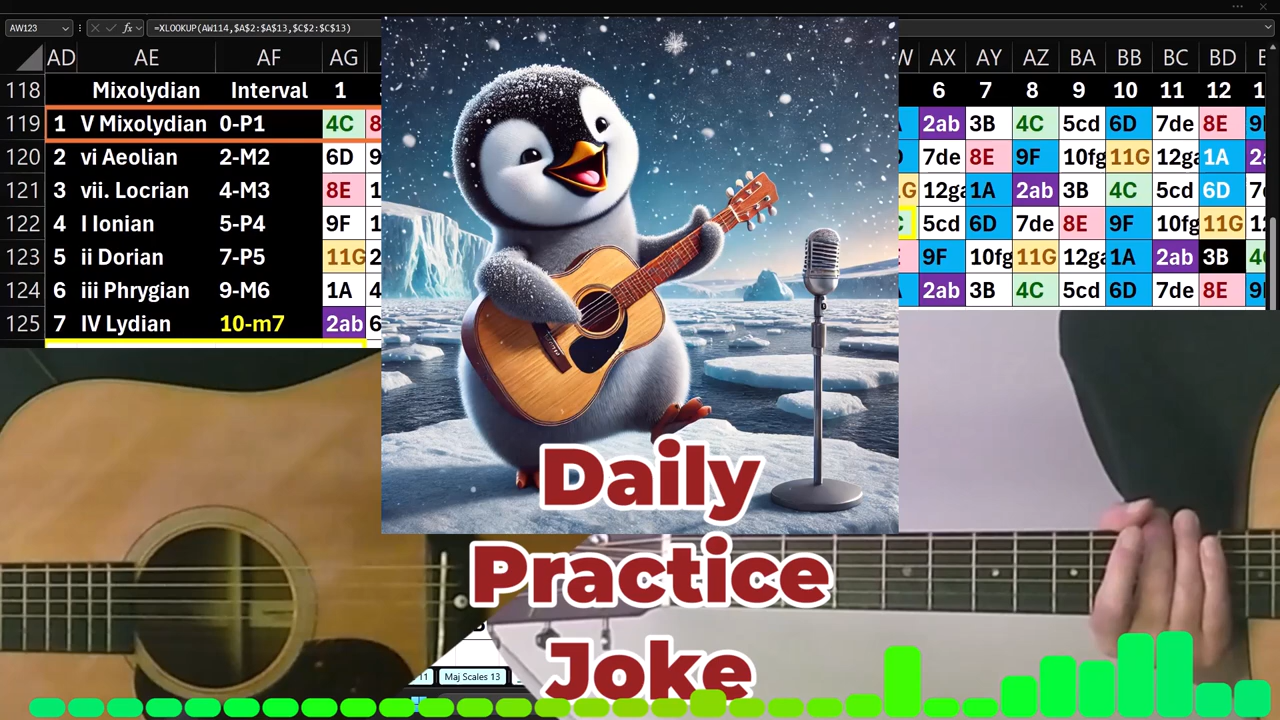 AW123 fx =XLOOKUP(AW114,$A$2:$A$13,$C$2:$C$13)
AD AE AF AG AX AY AZ BA BB BC BD
118 Mixolydian Interval 1 6 7 8 9 10 11 12
119 1 V Mixolydian 0-P1 4C 2ab 3B 4C 5cd 6D 7de 8E
120 2 vi Aeolian 2-M2 6D 7de 8E 9F 10fg 11G 12ga 1A
121 3 vii. Locrian 4-M3 8E 12ga 1A 2ab 3B 4C 5cd 6D
122 4 I Ionian 5-P4 9F 5cd 6D 7de 8E 9F 10fg 11G
123 5 ii Dorian 7-P5 11G 9F 10fg 11G 12ga 1A 2ab 3B
124 6 iii Phrygian 9-M6 1A 2ab 3B 4C 5cd 6D 7de 8E
125 7 IV Lydian 10-m7 2ab
Daily
Practice
Joke
11 Maj Scales 13